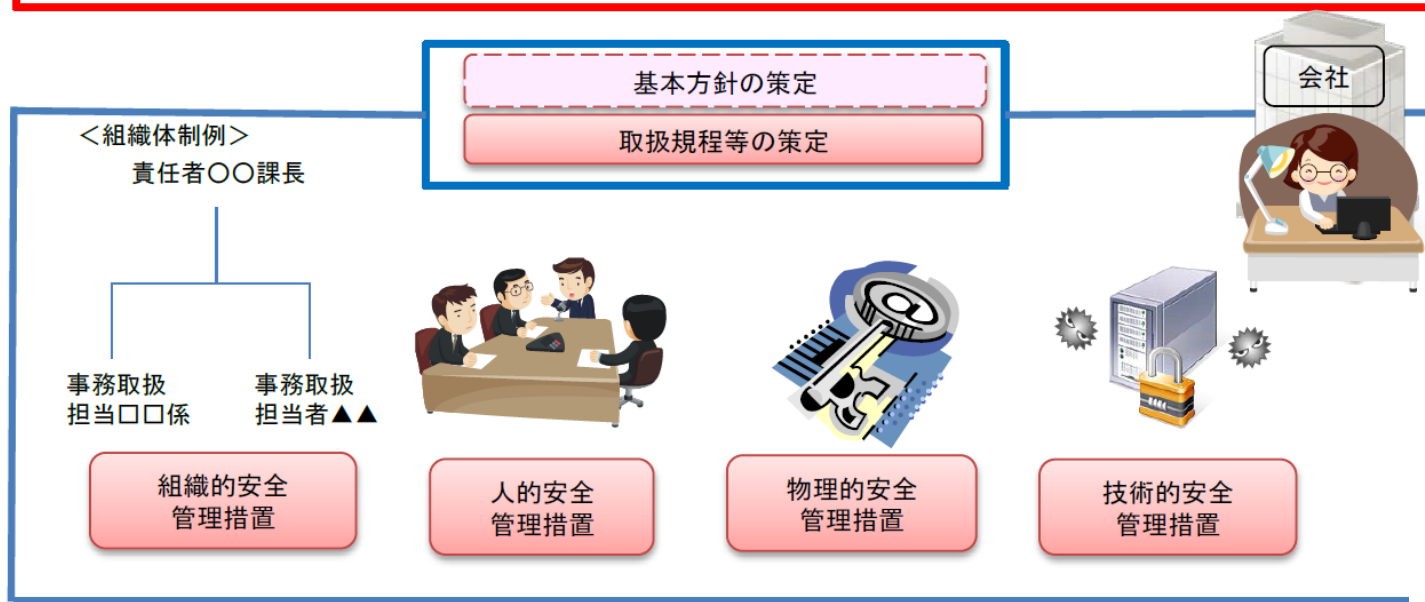 基本方針の策定
取扱規程等の策定
会社
＜組織体制例＞
責任者〇〇課長
事務取扱
担当□□係
事務取扱
担当者▲▲
組織的安全
管理措置
人的安全
管理措置
物理的安全
管理措置
技術的安全
管理措置
@